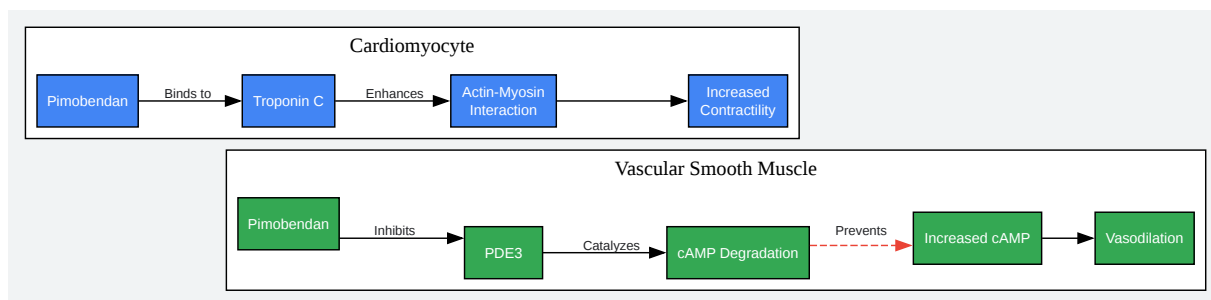 Cardiomyocyte
Pimobendan
Binds to
Troponin C
Enhances
Actin-Myosin
Interaction
Increased
Contractility
Vascular Smooth Muscle
Pimobendan
Inhibits
PDE3
Catalyzes
cAMP Degradation
Prevents
Increased cAMP
Vasodilation